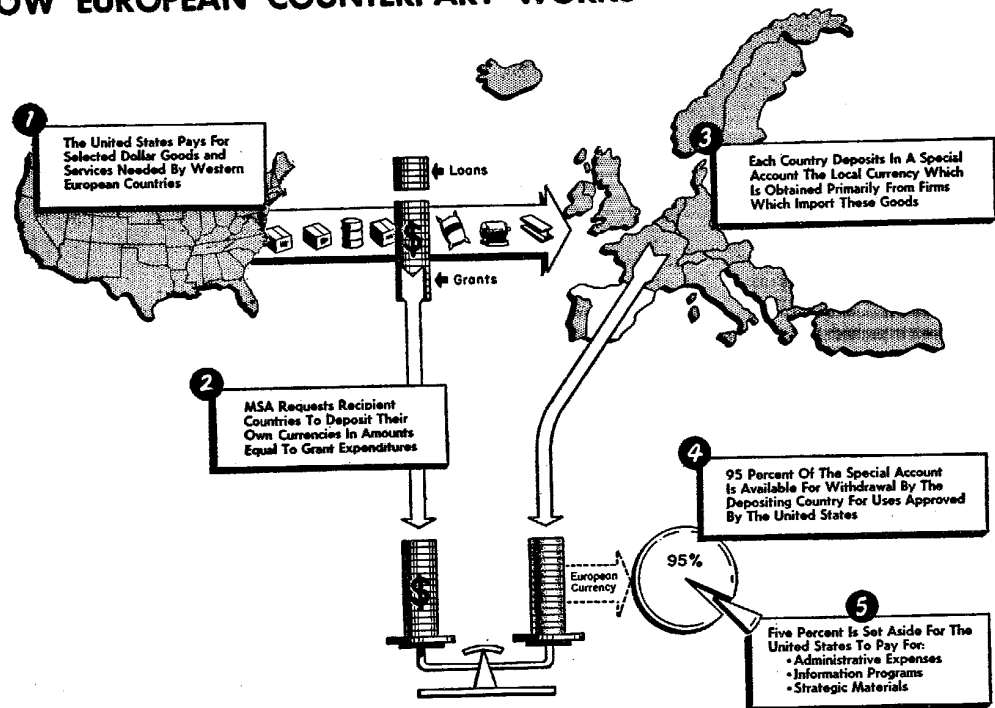 OW EUROPEAN COUNTERPART WORKS
1
The United States Pays For
Selected Dollar Goods and
Services Needed By Western
European Countries
Loans
$
Grants
2
MSA Requests Recipient
Countries To Deposit Their
Own Currencies In Amounts
Equal To Grant Expenditures
3
Each Country Deposits In A Special
Account The Local Currency Which
Is Obtained Primarily From Firms
Which Import These Goods
4
95 Percent Of The Special Account
Is Available For Withdrawal By The
Depositing Country For Uses Approved
By The United States
$
European
Currency
95%
5
Five Percent Is Set Aside For The
United States To Pay For:
• Administrative Expenses
• Information Programs
• Strategic Materials